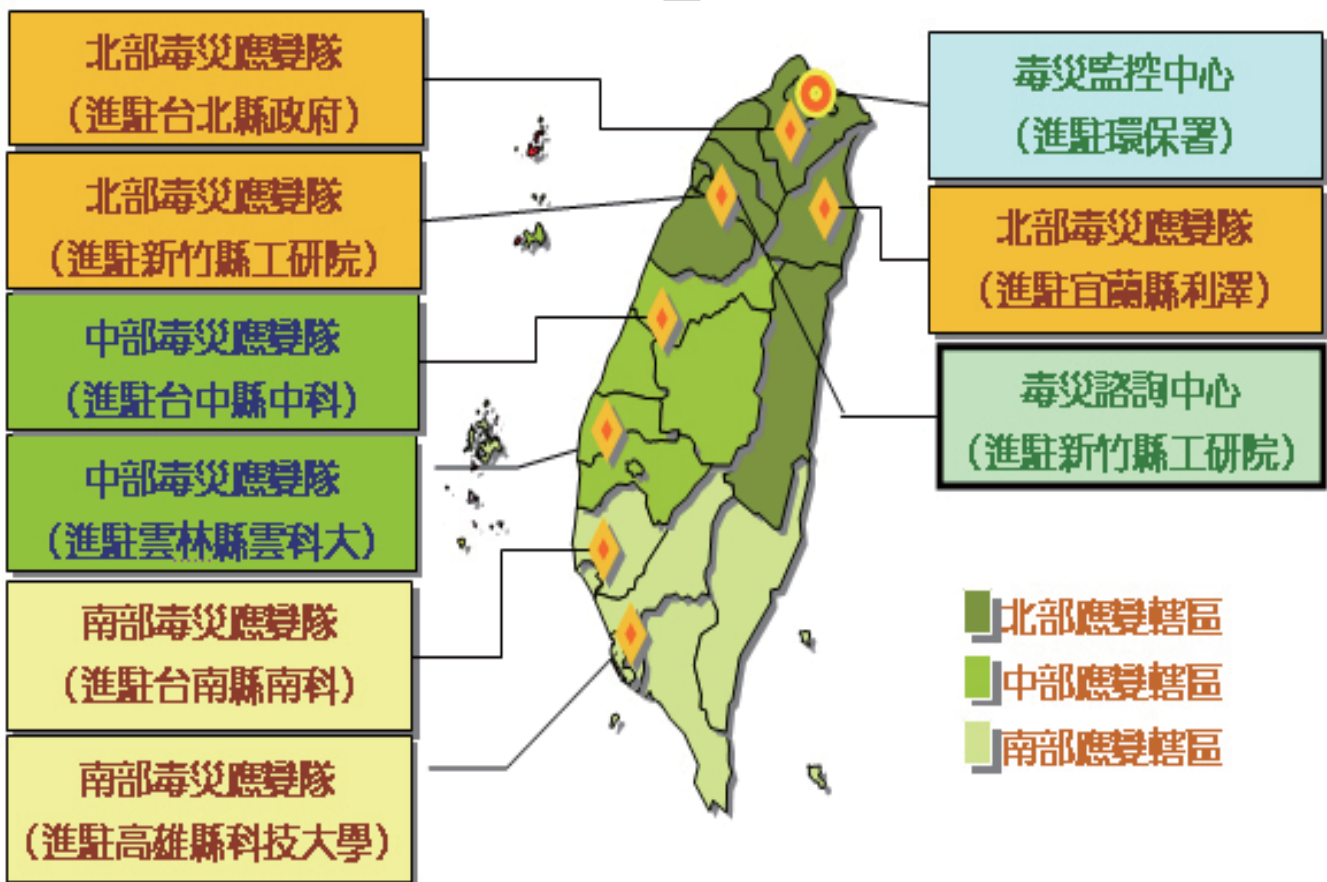 北部毒災應變隊
（進駐台北縣政府）
北部毒災應變隊
（進駐新竹縣工研院）
中部毒災應變隊
（進駐台中縣中科）
中部毒災應變隊
（進駐雲林縣雲科大）
南部毒災應變隊
（進駐台南縣南科）
南部毒災應變隊
（進駐高雄縣科技大學）
毒災監控中心
（進駐環保署）
北部毒災應變隊
（進駐宜蘭縣利澤）
毒災諮詢中心
（進駐新竹縣工研院）
北部應變轄區
中部應變轄區
南部應變轄區